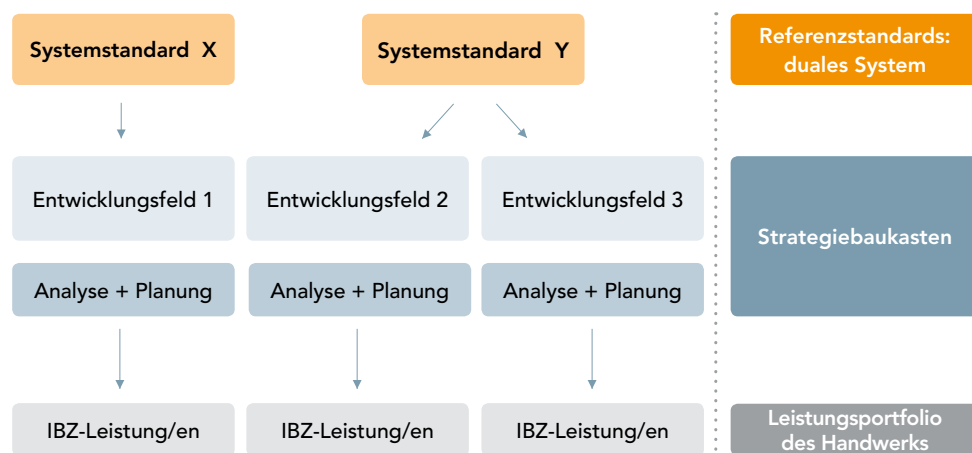 Systemstandard X
Systemstandard Y
Referenzstandards:
duales System
Entwicklungsfeld 1
Entwicklungsfeld 2
Entwicklungsfeld 3
Strategiebaukasten
Analyse + Planung
Analyse + Planung
Analyse + Planung
IBZ-Leistung/en
IBZ-Leistung/en
IBZ-Leistung/en
Leistungsportfolio
des Handwerks